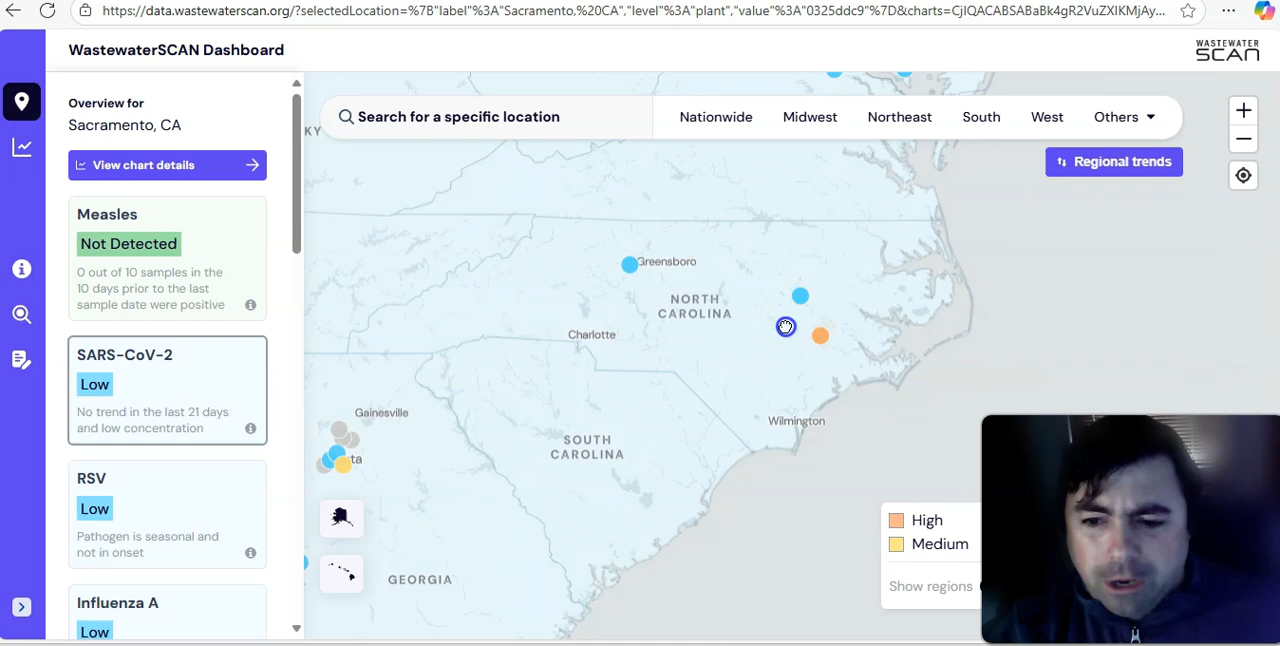 https://data.wastewaterscan.org/?selectedLocation=%7B"label"%3A"Sacramento,%20CA","level"%3A"plant","value"%3A"0325ddc9"%7D&charts=CjIQACABSABaBk4gR2VuZXIKMjAy...
WastewaterSCAN Dashboard
WASTEWATER
SCAN
Overview for
Sacramento, CA
View chart details
Measles
Not Detected
0 out of 10 samples in the
10 days prior to the last
sample date were positive
SARS-CoV-2
Low
No trend in the last 21 days
and low concentration
RSV
Low
Pathogen is seasonal and
not in onset
Influenza A
Low
KY
Search for a specific location
Nationwide
Midwest
Northeast
South
West
Others
Regional trends
Greensboro
NORTH
CAROLINA
Charlotte
Gainesville
ta
SOUTH
CAROLINA
Wilmington
GEORGIA
High
Medium
Show regions